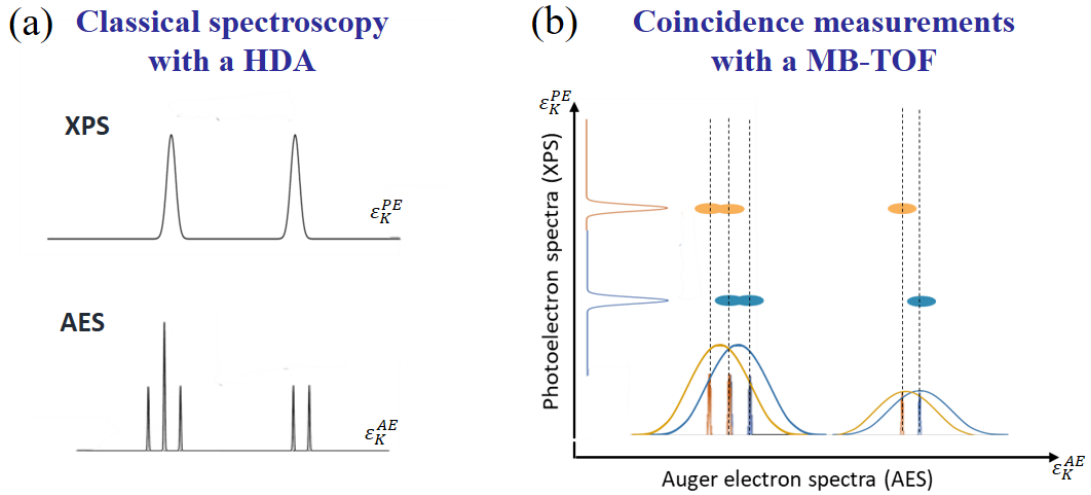 (a) Classical spectroscopy
with a HDA
XPS
ε_K^{PE}
AES
ε_K^{AE}
(b) Coincidence measurements
with a MB-TOF
ε_K^{PE}
Photoelectron spectra (XPS)
Auger electron spectra (AES)
ε_K^{AE}